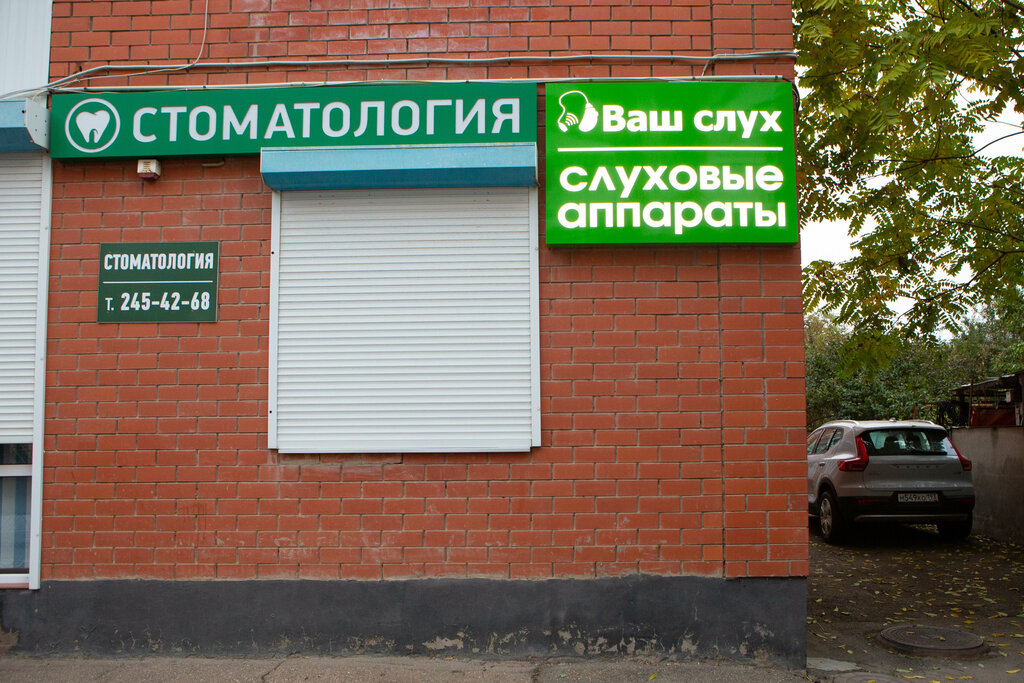 СТОМАТОЛОГИЯ
Ваш слух
слуховые
аппараты
СТОМАТОЛОГИЯ
т. 245-42-68